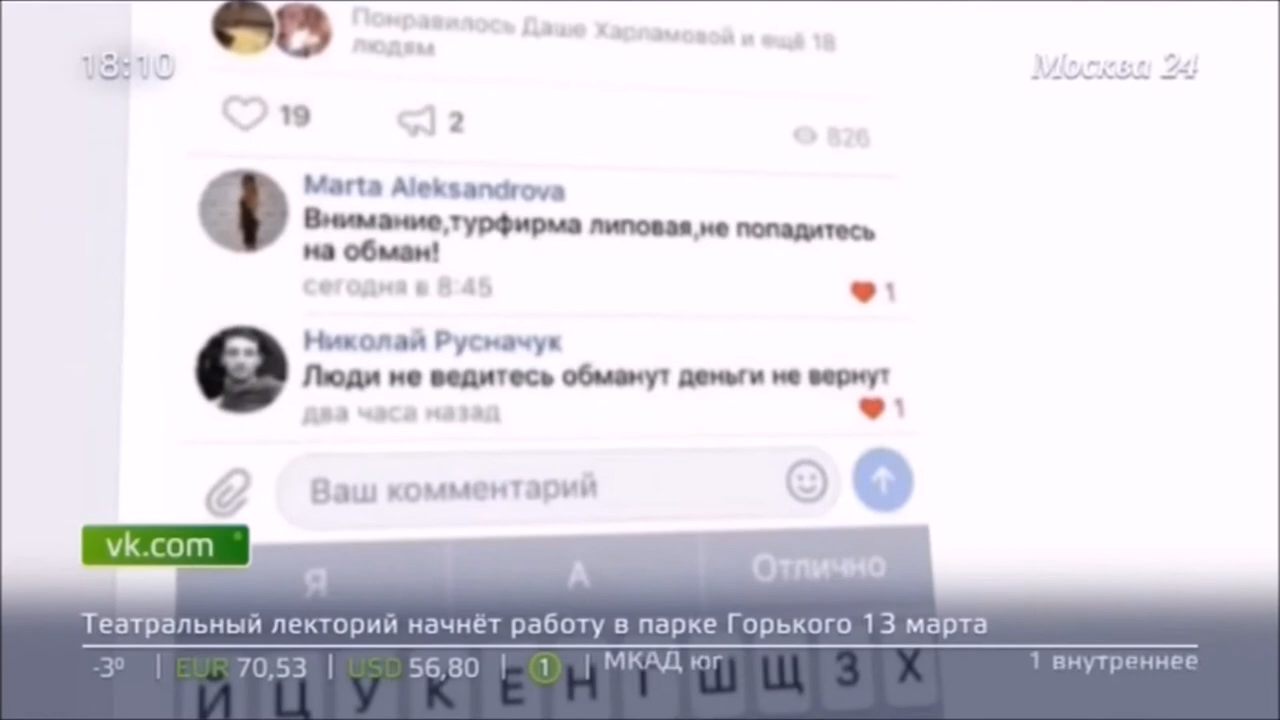 Понравилось Даше Харламовой и ещё 18
людям
18:10
Москва 24
19
2
826
Marta Aleksandrova
Внимание,турфирма липовая,не попадитесь
на обман!
сегодня в 8:45
1
Николай Русначук
Люди не ведитесь обманут деньги не вернут
два часа назад
1
Ваш комментарий
vk.com
Я А Отлично
Театральный лекторий начнёт работу в парке Горького 13 марта
-3° | EUR 70,53 | USD 56,80 | 1 | МКАД юг 1 внутреннее
Й Ц У К Е Н Г Ш Щ З Х